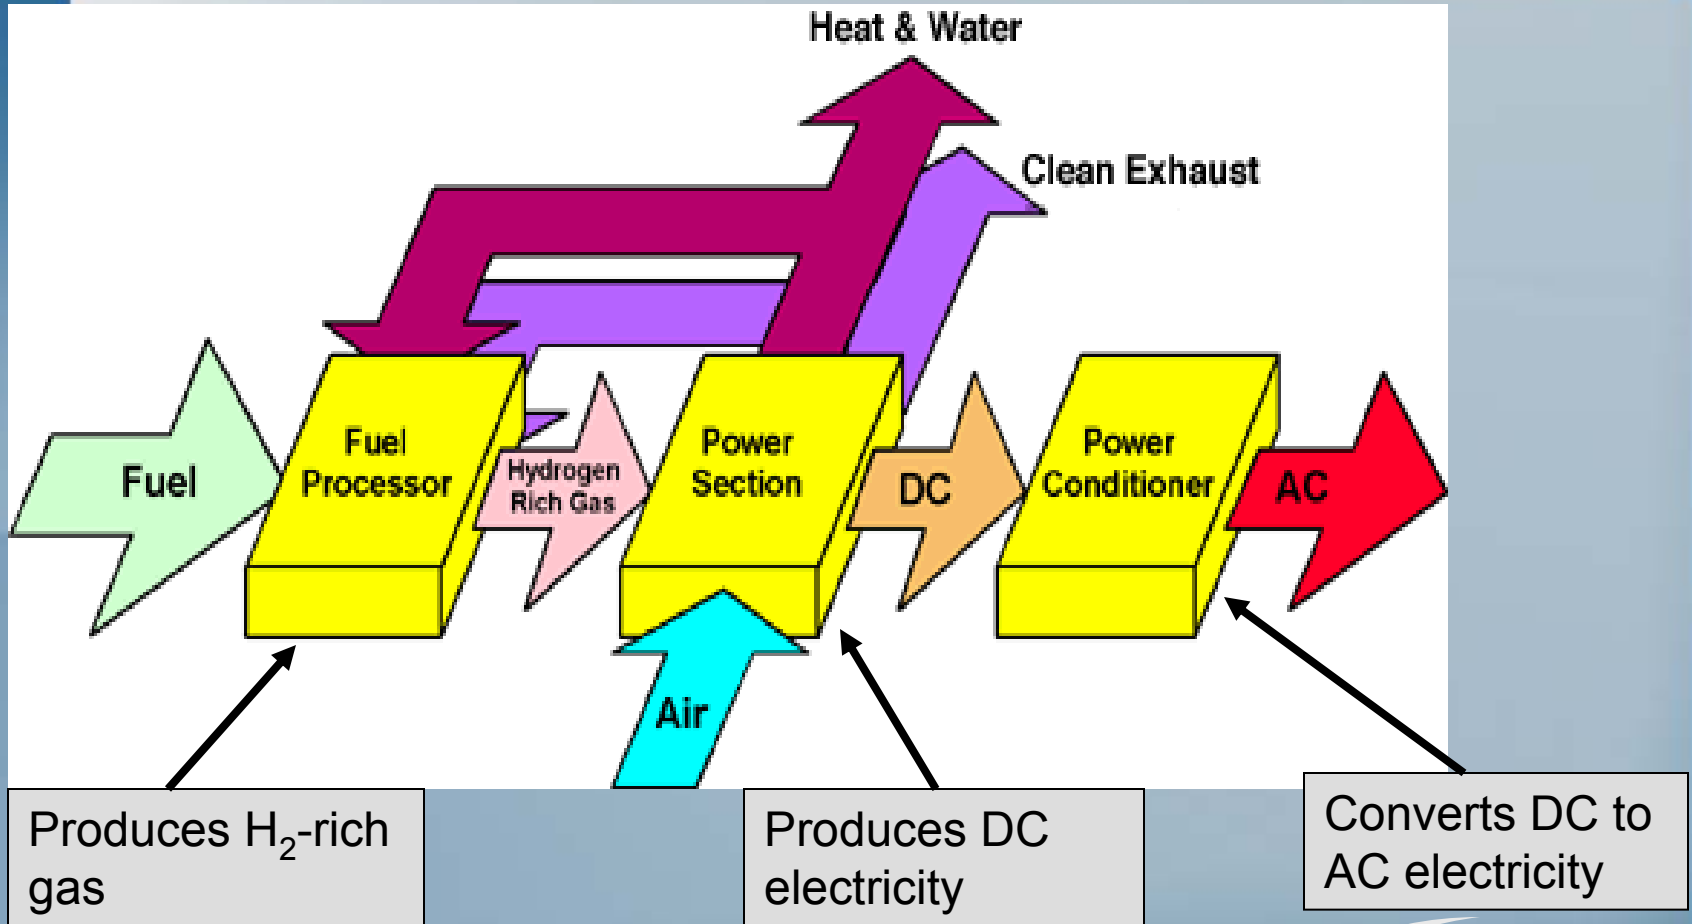 Heat & Water
Clean Exhaust
Fuel
Fuel
Processor
Hydrogen
Rich Gas
Power
Section
DC
Power
Conditioner
AC
Air
Produces H₂-rich
gas
Produces DC
electricity
Converts DC to
AC electricity